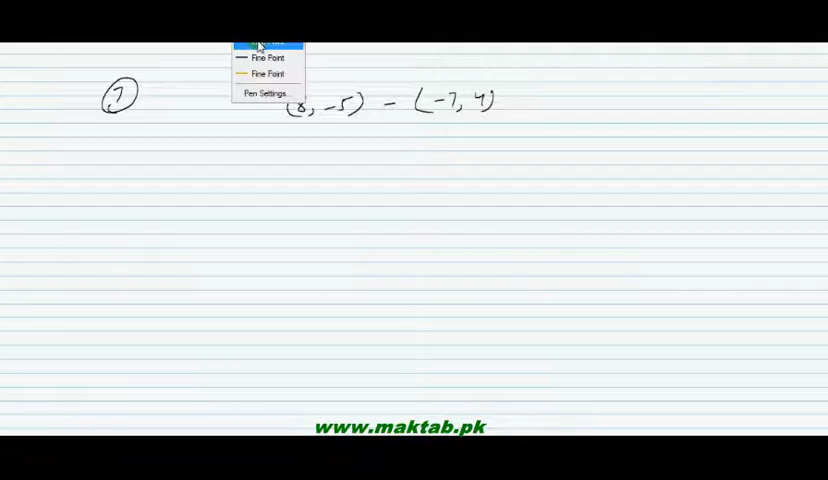 Fine Point
Fine Point
Pen Settings...
7 (8, -5) - (-7, 4)
www.maktab.pk